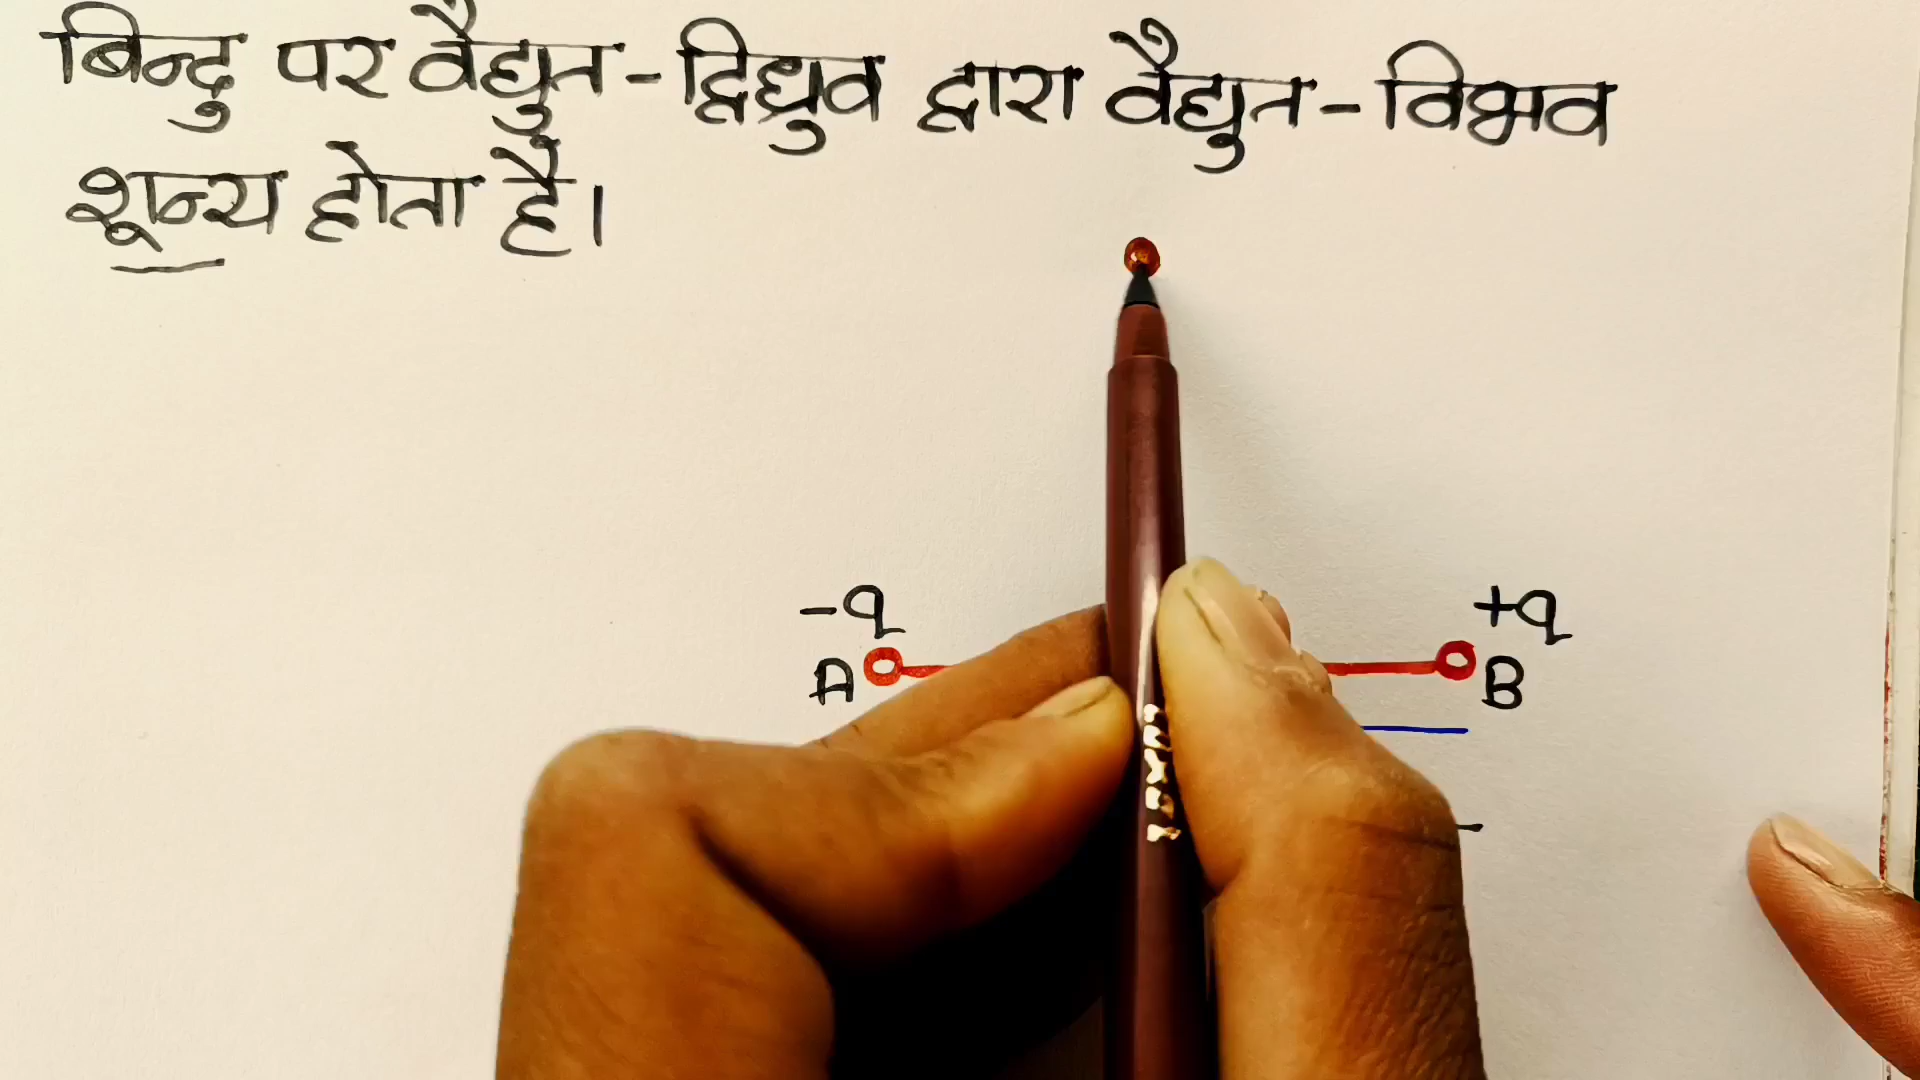 बिन्दु पर वैद्युत-द्विध्रुव द्वारा वैद्युत-विभव
शून्य होता है।
-q
+q
A
B